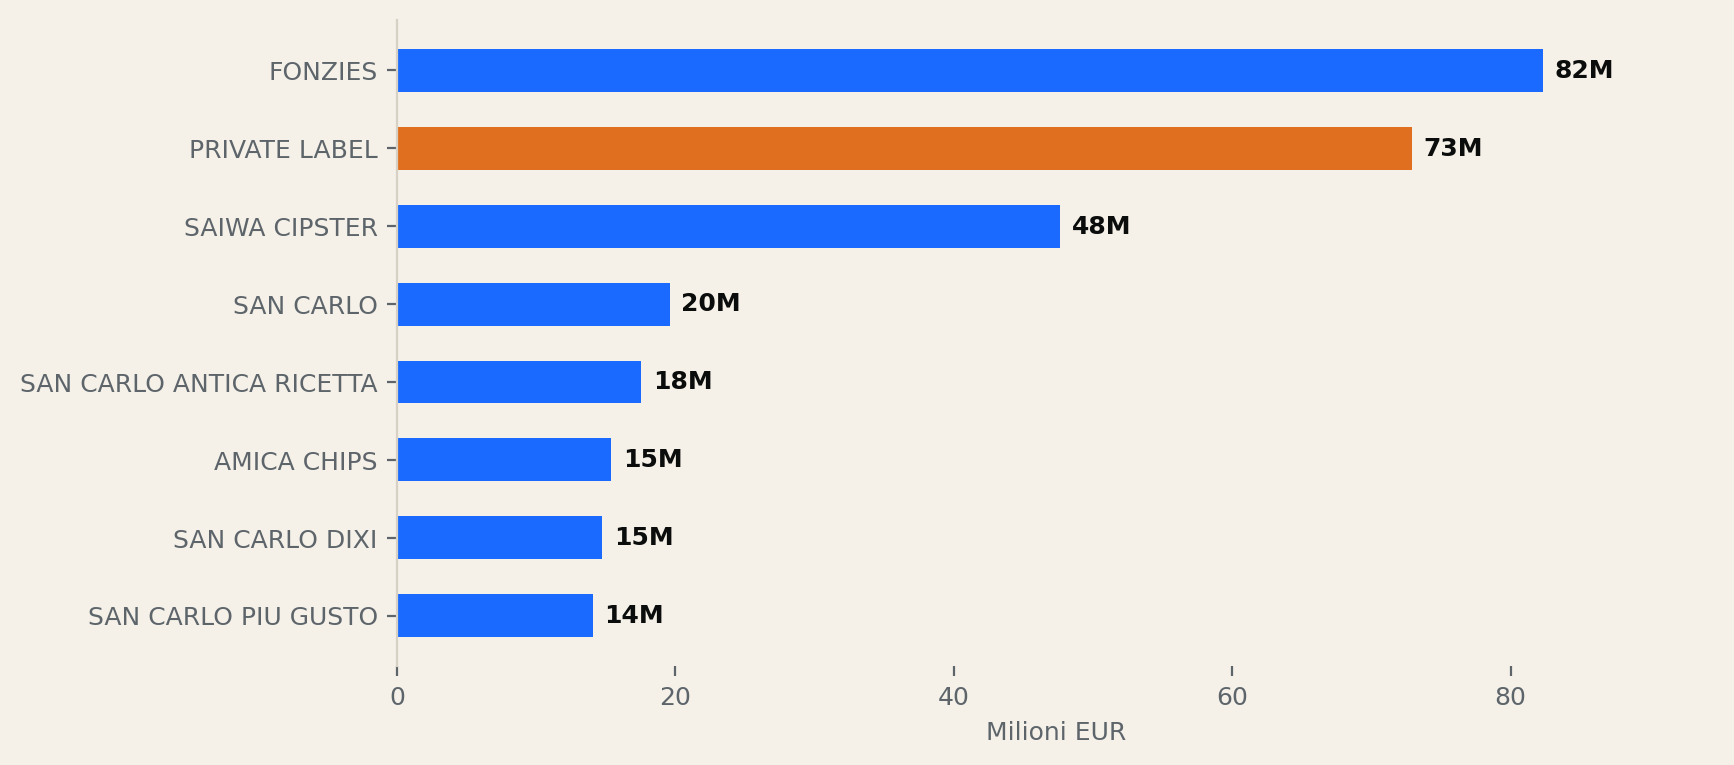 FONZIES 82M
PRIVATE LABEL 73M
SAIWA CIPSTER 48M
SAN CARLO 20M
SAN CARLO ANTICA RICETTA 18M
AMICA CHIPS 15M
SAN CARLO DIXI 15M
SAN CARLO PIU GUSTO 14M
0 20 40 60 80
Milioni EUR